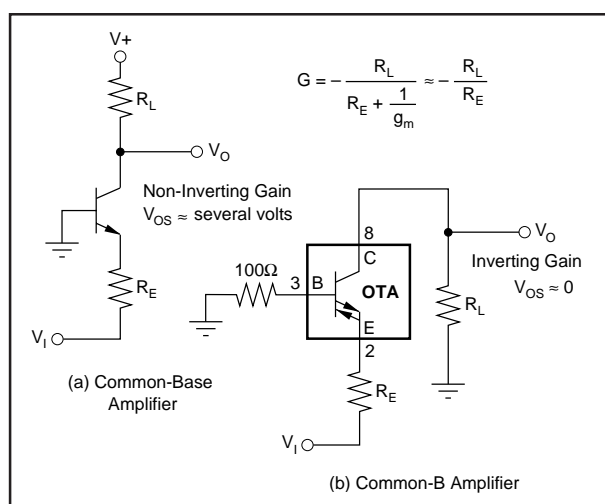 V+
R_L
V_O
Non-Inverting Gain
V_OS ≈ several volts
R_E
V_I
(a) Common-Base
Amplifier
G = − R_L / (R_E + 1/g_m) ≈ − R_L / R_E
8
C
V_O
Inverting Gain
V_OS ≈ 0
100Ω
3
B
OTA
R_L
E
2
R_E
V_I
(b) Common-B Amplifier